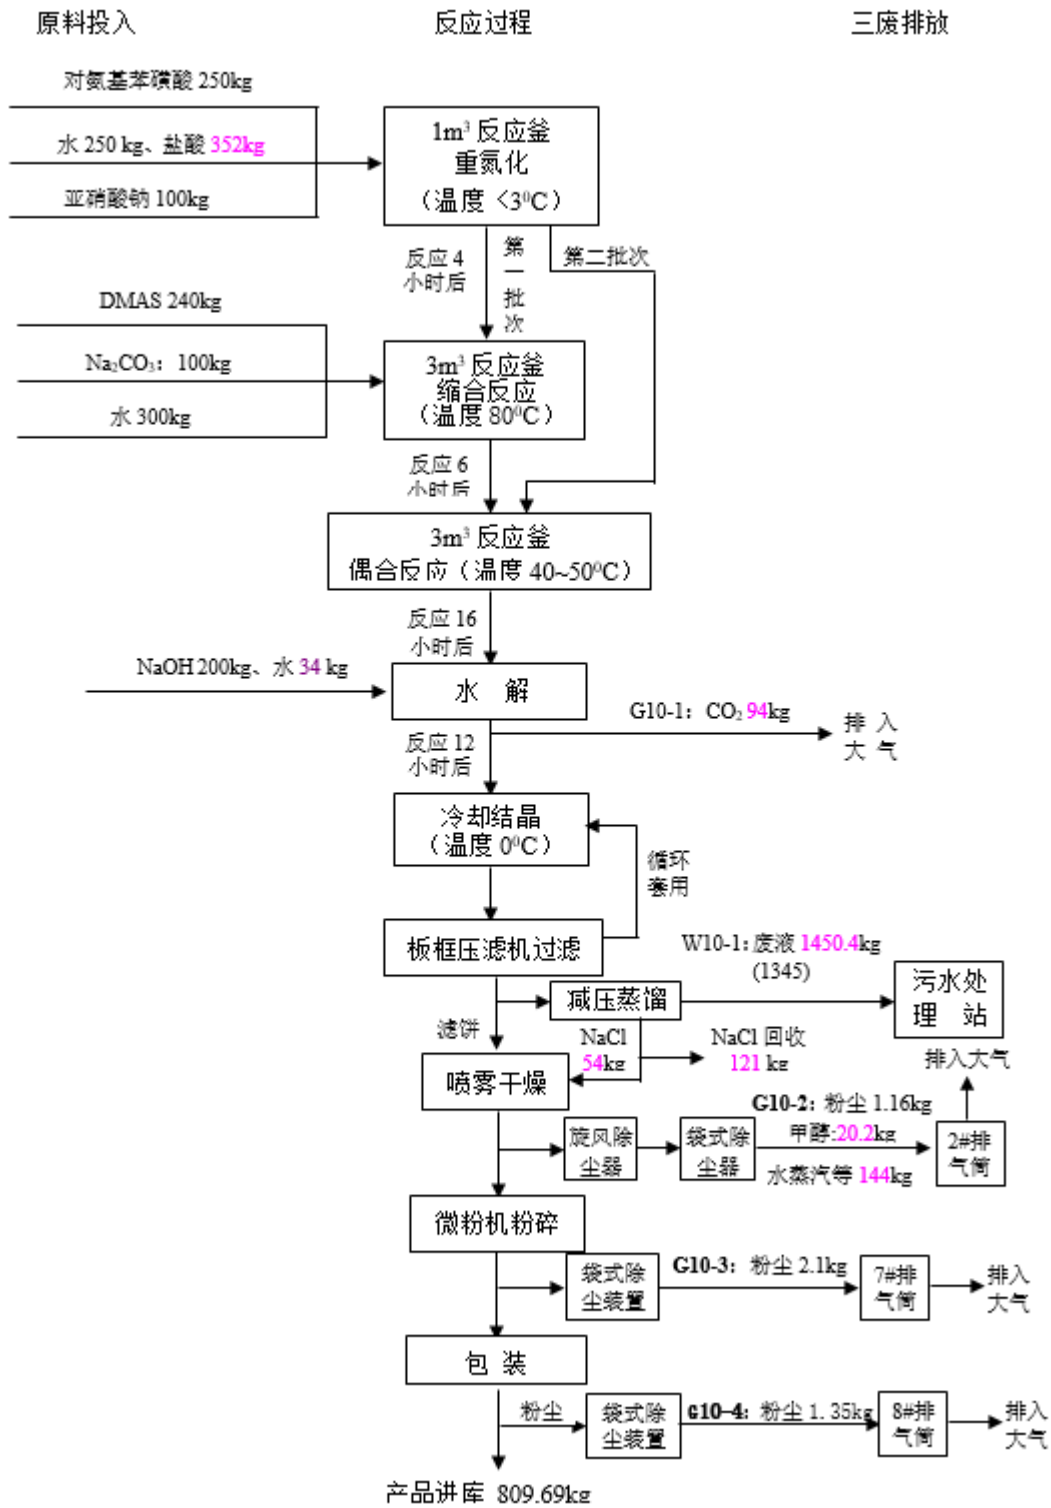 原料投入
反应过程
三废排放
对氨基苯磺酸 250kg
水 250 kg、盐酸 352kg
亚硝酸钠 100kg
1m³ 反应釜
重氮化
（温度 <3⁰C）
反应 4
小时后
第
一
批
次
第二批次
DMAS 240kg
Na₂CO₃：100kg
水 300kg
3m³ 反应釜
缩合反应
（温度 80⁰C）
反应 6
小时后
3m³ 反应釜
偶合反应（温度 40~50⁰C）
反应 16
小时后
NaOH 200kg、水 34 kg
水 解
G10-1：CO₂ 94kg
排 入
大 气
反应 12
小时后
冷却结晶
（温度 0⁰C）
循环
套用
板框压滤机过滤
W10-1：废液 1450.4kg
(1345)
污水处
理 站
减压蒸馏
滤饼
NaCl
54kg
NaCl 回收
121 kg
喷雾干燥
排入大气
G10-2：粉尘 1.16kg
甲醇:20.2kg
水蒸汽等 144kg
旋风除
尘器
袋式除
尘器
2#排
气筒
微粉机粉碎
袋式除
尘装置
G10-3：粉尘 2.1kg
7#排
气筒
排入
大气
包 装
粉尘
袋式除
尘装置
G10-4：粉尘 1.35kg
8#排
气筒
排入
大气
产品进库 809.69kg